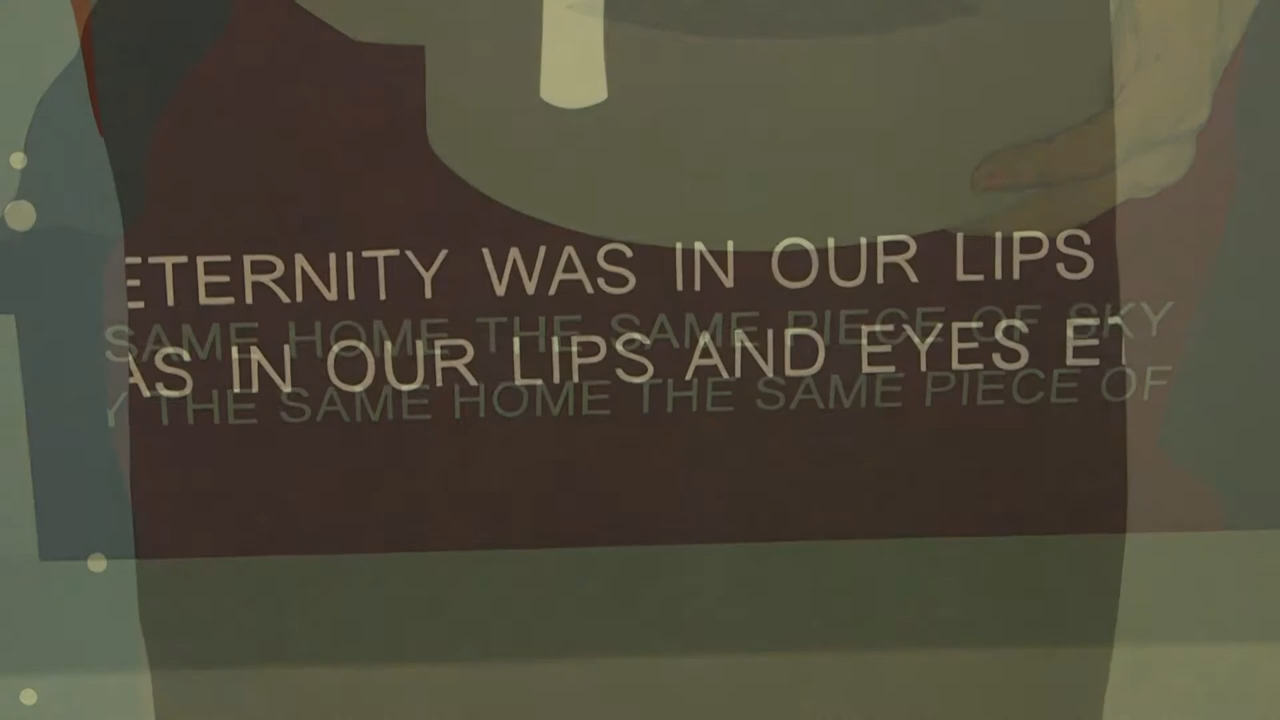 ETERNITY WAS IN OUR LIPS
SAME HOME THE SAME PIECE OF SKY
AS IN OUR LIPS AND EYES ET
Y THE SAME HOME THE SAME PIECE OF